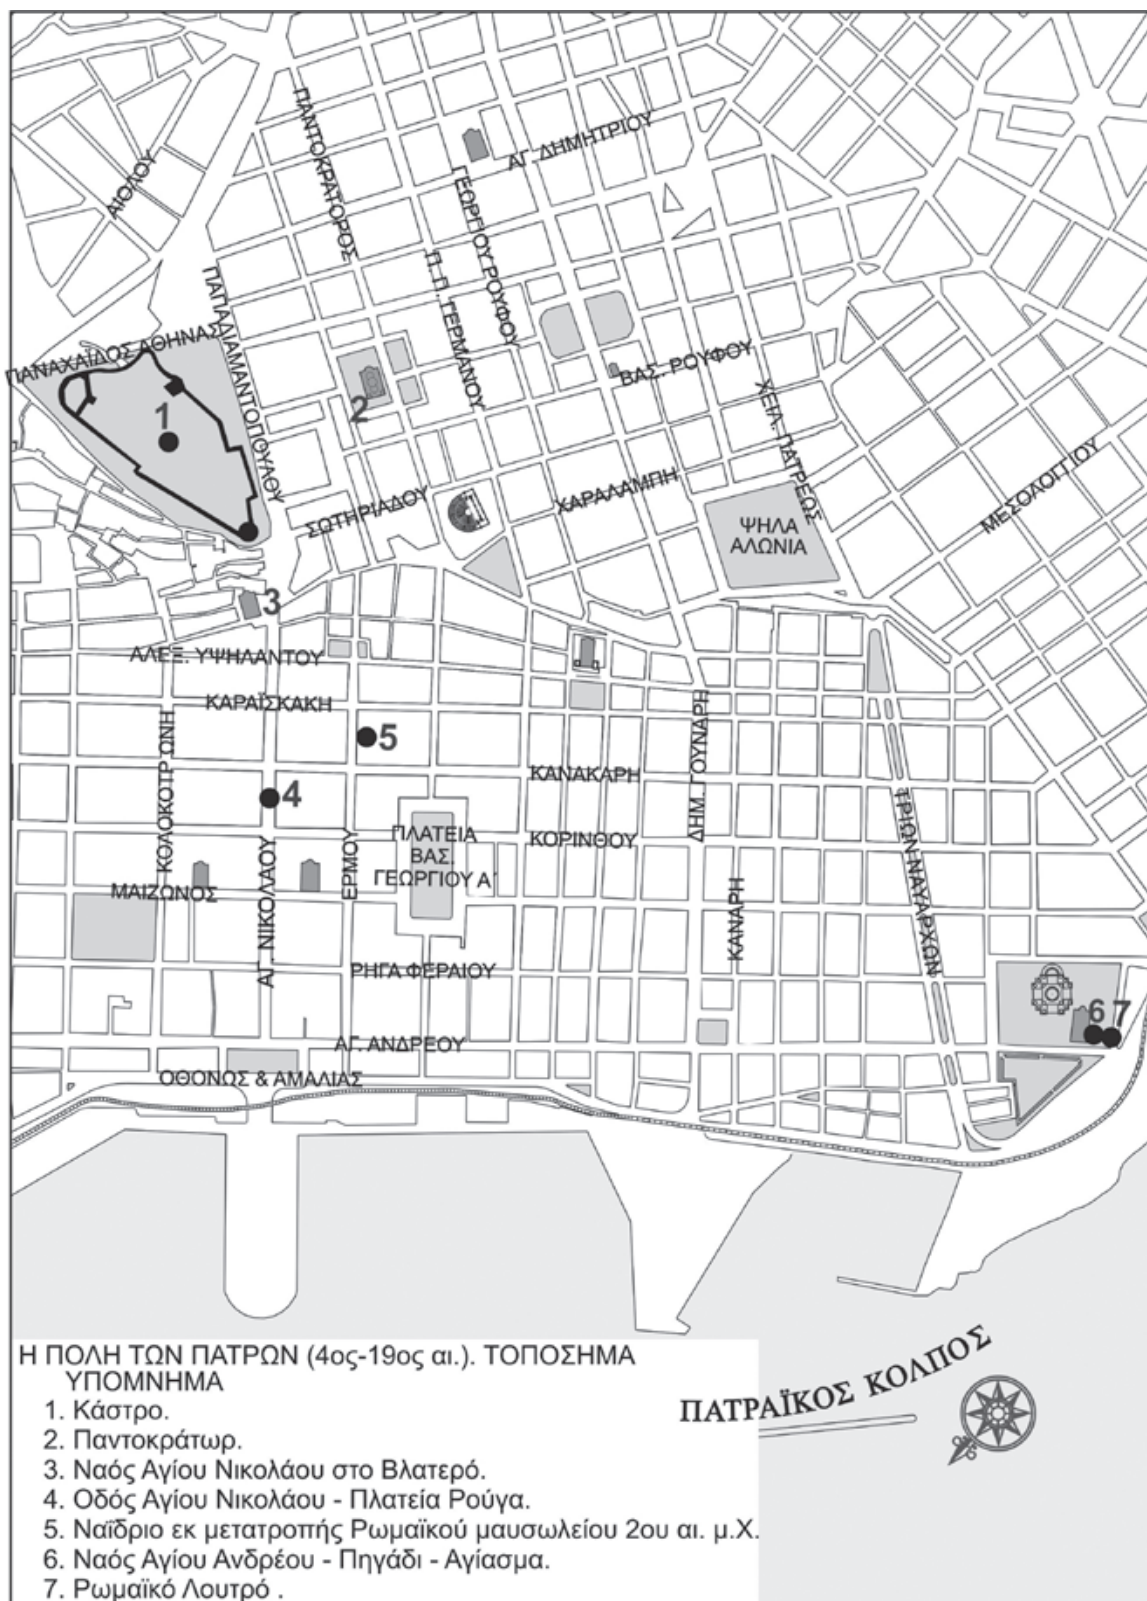 ΠΑΝΤΟΚΡΑΤΟΡΟΣ
ΑΓ. ΔΗΜΗΤΡΙΟΥ
ΑΙΟΛΟΥ
ΓΕΩΡΓΙΟΥ ΡΟΥΦΟΥ
Π. Π. ΓΕΡΜΑΝΟΥ
ΠΑΠΑΔΙΑΜΑΝΤΟΠΟΥΛΟΥ
ΠΑΝΑΧΑΪΔΟΣ ΑΘΗΝΑΣ
ΒΑΣ. ΡΟΥΦΟΥ
ΧΕΙΛ. ΠΑΤΡΕΩΣ
2
1
ΜΕΣΟΛΟΓΓΙΟΥ
ΣΩΤΗΡΙΑΔΟΥ
ΧΑΡΑΛΑΜΠΗ
ΨΗΛΑ
ΑΛΩΝΙΑ
3
ΑΛΕΞ. ΥΨΗΛΑΝΤΟΥ
ΚΑΡΑΪΣΚΑΚΗ
ΚΟΛΟΚΟΤΡΩΝΗ
5
ΔΗΜ. ΓΟΥΝΑΡΗ
ΚΑΝΑΚΑΡΗ
4
ΤΡΙΩΝ ΝΑΥΑΡΧΩΝ
ΠΛΑΤΕΙΑ
ΒΑΣ.
ΓΕΩΡΓΙΟΥ Α΄
ΚΟΡΙΝΘΟΥ
ΕΡΜΟΥ
ΑΓ. ΝΙΚΟΛΑΟΥ
ΜΑΙΖΩΝΟΣ
ΚΑΝΑΡΗ
ΡΗΓΑ ΦΕΡΑΙΟΥ
6 7
ΑΓ. ΑΝΔΡΕΟΥ
ΟΘΩΝΟΣ & ΑΜΑΛΙΑΣ
ΠΑΤΡΑΪΚΟΣ ΚΟΛΠΟΣ
Η ΠΟΛΗ ΤΩΝ ΠΑΤΡΩΝ (4ος-19ος αι.). ΤΟΠΟΣΗΜΑ
ΥΠΟΜΝΗΜΑ
1. Κάστρο.
2. Παντοκράτωρ.
3. Ναός Αγίου Νικολάου στο Βλατερό.
4. Οδός Αγίου Νικολάου - Πλατεία Ρούγα.
5. Ναΐδριο εκ μετατροπής Ρωμαϊκού μαυσωλείου 2ου αι. μ.Χ.
6. Ναός Αγίου Ανδρέου - Πηγάδι - Αγίασμα.
7. Ρωμαϊκό Λουτρό .